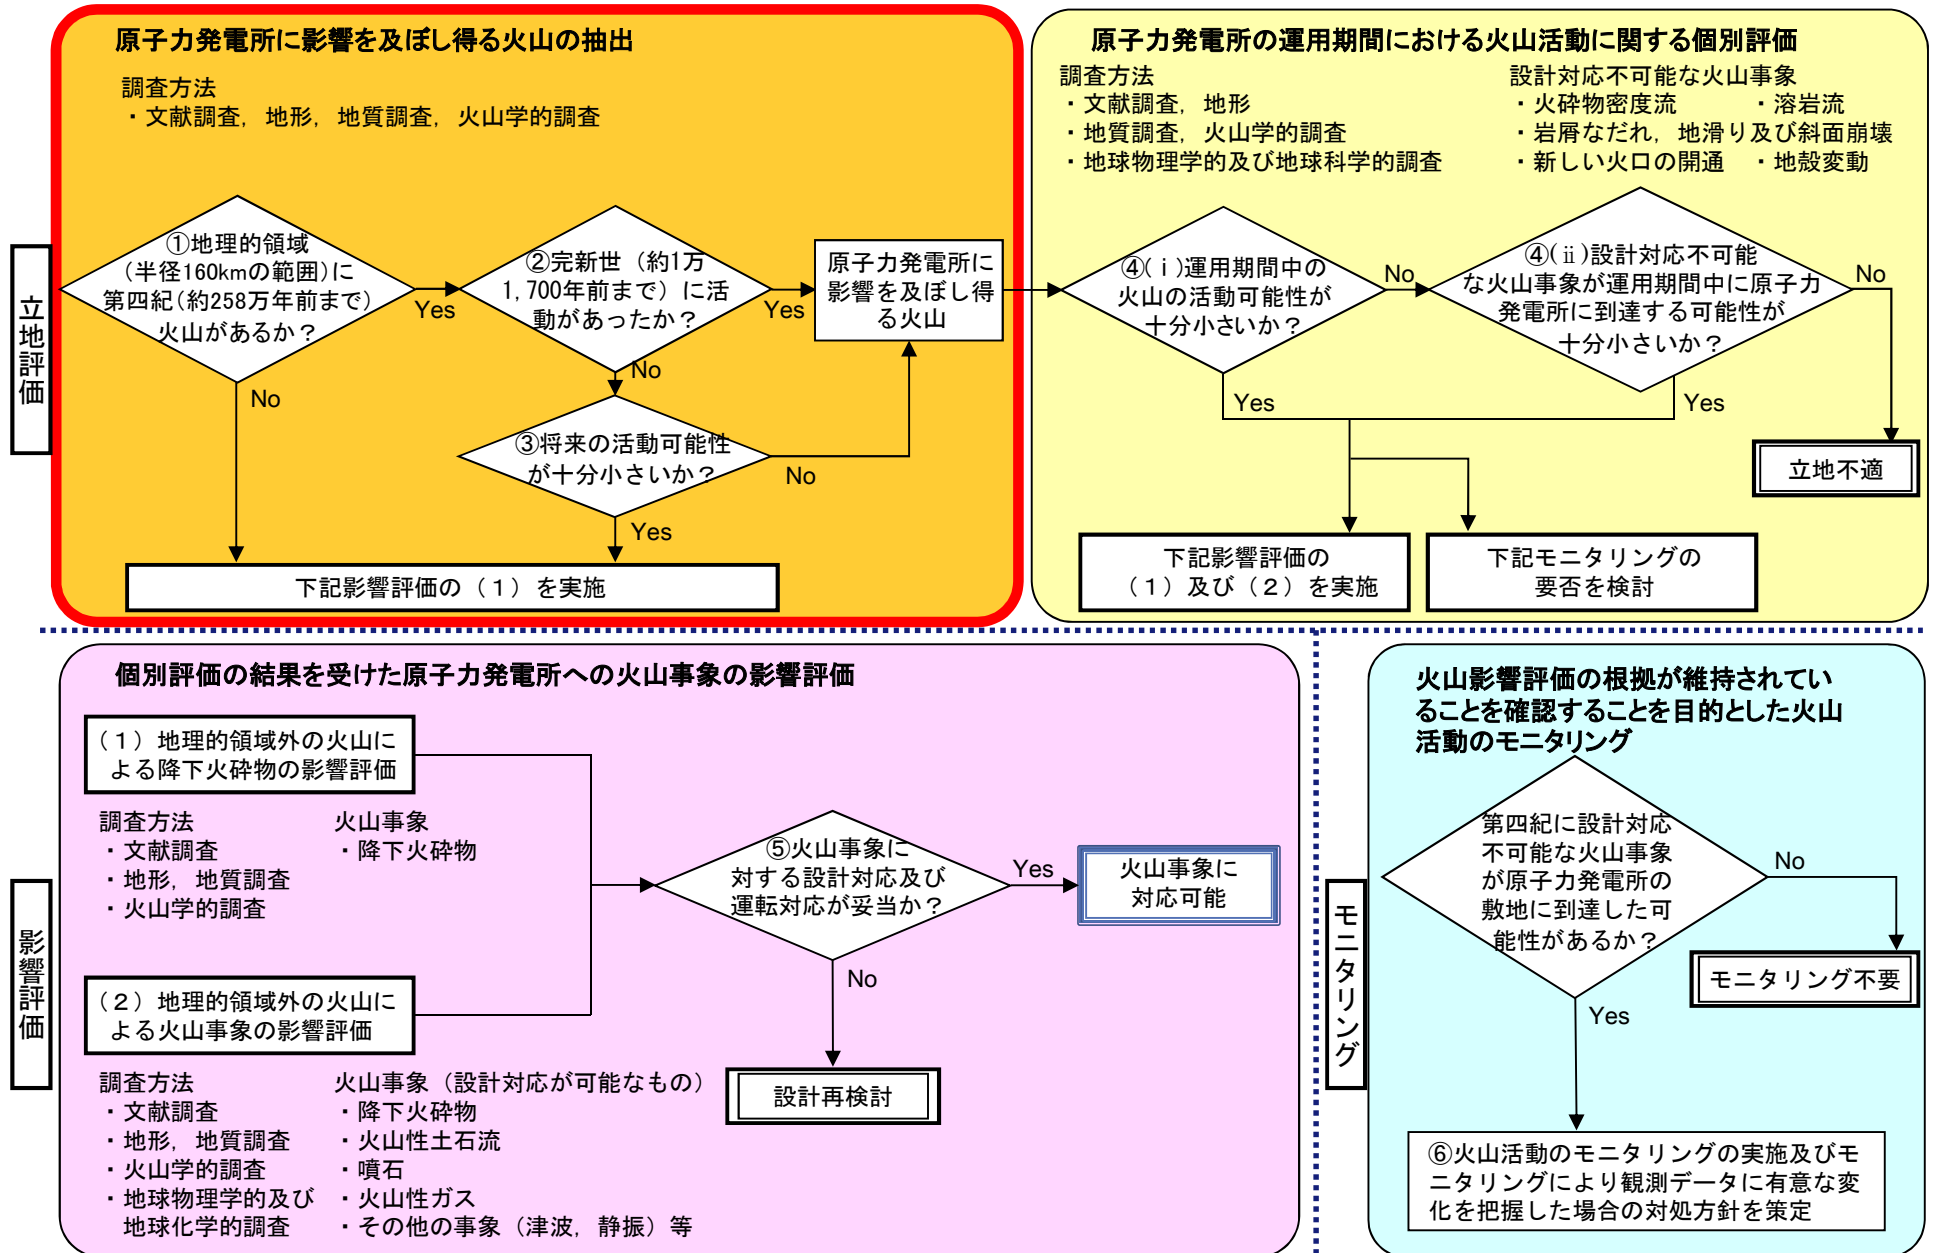 立地評価
原子力発電所に影響を及ぼし得る火山の抽出
調査方法
・文献調査，地形，地質調査，火山学的調査
①地理的領域
（半径160kmの範囲）に
第四紀（約258万年前まで）
火山があるか？
Yes
No
②完新世（約1万
1,700年前まで）に活
動があったか？
Yes
No
③将来の活動可能性
が十分小さいか？
No
Yes
原子力発電所に
影響を及ぼし得
る火山
下記影響評価の（１）を実施
原子力発電所の運用期間における火山活動に関する個別評価
調査方法
・文献調査，地形
・地質調査，火山学的調査
・地球物理学的及び地球科学的調査
設計対応不可能な火山事象
・火砕物密度流　・溶岩流
・岩屑なだれ，地滑り及び斜面崩壊
・新しい火口の開通　・地殻変動
④(ⅰ)運用期間中の
火山の活動可能性が
十分小さいか？
No
Yes
④(ⅱ)設計対応不可能
な火山事象が運用期間中に原子力
発電所に到達する可能性が
十分小さいか？
No
Yes
立地不適
下記影響評価の
（１）及び（２）を実施
下記モニタリングの
要否を検討
影響評価
個別評価の結果を受けた原子力発電所への火山事象の影響評価
（１）地理的領域外の火山に
よる降下火砕物の影響評価
調査方法
・文献調査
・地形，地質調査
・火山学的調査
火山事象
・降下火砕物
（２）地理的領域外の火山に
よる火山事象の影響評価
調査方法
・文献調査
・地形，地質調査
・火山学的調査
・地球物理学的及び
地球化学的調査
火山事象（設計対応が可能なもの）
・降下火砕物
・火山性土石流
・噴石
・火山性ガス
・その他の事象（津波，静振）等
⑤火山事象に
対する設計対応及び
運転対応が妥当か？
Yes
No
火山事象に
対応可能
設計再検討
モニタリング
火山影響評価の根拠が維持されてい
ることを確認することを目的とした火山
活動のモニタリング
第四紀に設計対応
不可能な火山事象
が原子力発電所の
敷地に到達した可
能性があるか？
No
Yes
モニタリング不要
⑥火山活動のモニタリングの実施及びモ
ニタリングにより観測データに有意な変
化を把握した場合の対処方針を策定